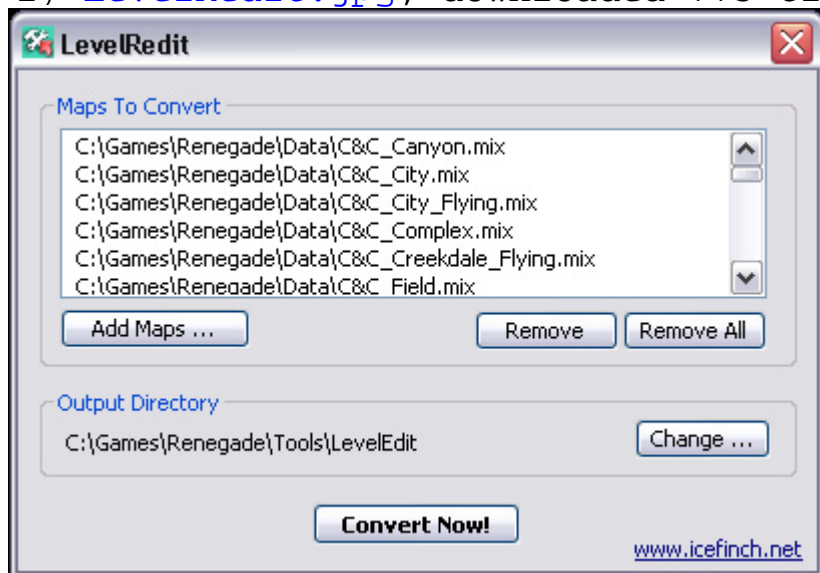 LevelRedit
Maps To Convert
C:\Games\Renegade\Data\C&C_Canyon.mix
C:\Games\Renegade\Data\C&C_City.mix
C:\Games\Renegade\Data\C&C_City_Flying.mix
C:\Games\Renegade\Data\C&C_Complex.mix
C:\Games\Renegade\Data\C&C_Creekdale_Flying.mix
C:\Games\Renegade\Data\C&C_Field.mix
Add Maps ... Remove Remove All
Output Directory
C:\Games\Renegade\Tools\LevelEdit Change ...
Convert Now!
www.icefinch.net